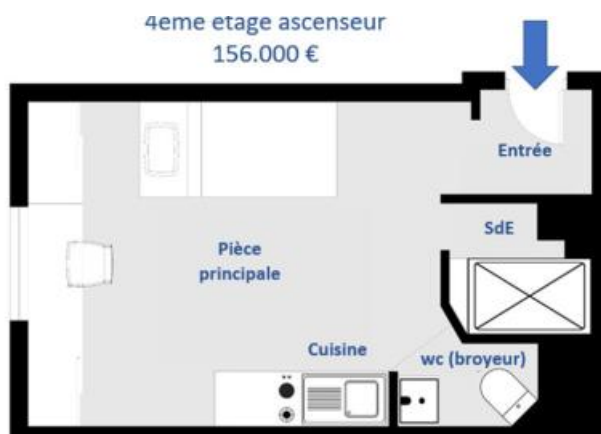 4eme etage ascenseur
156.000 €
Entrée
SdE
Pièce
principale
Cuisine
wc (broyeur)